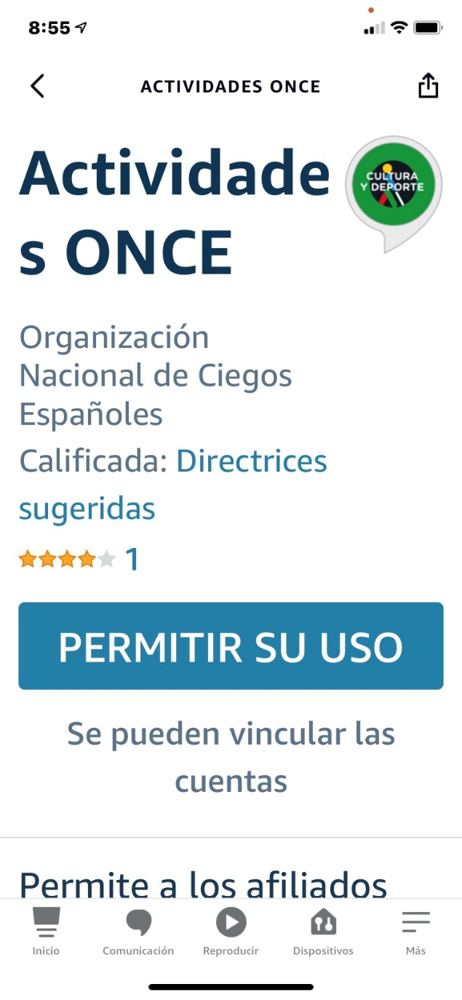 8:55
ACTIVIDADES ONCE
Actividade
s ONCE
CULTURA
Y DEPORTE
Organización
Nacional de Ciegos
Españoles
Calificada: Directrices
sugeridas
1
PERMITIR SU USO
Se pueden vincular las
cuentas
Permite a los afiliados
Inicio Comunicación Reproducir Dispositivos Más